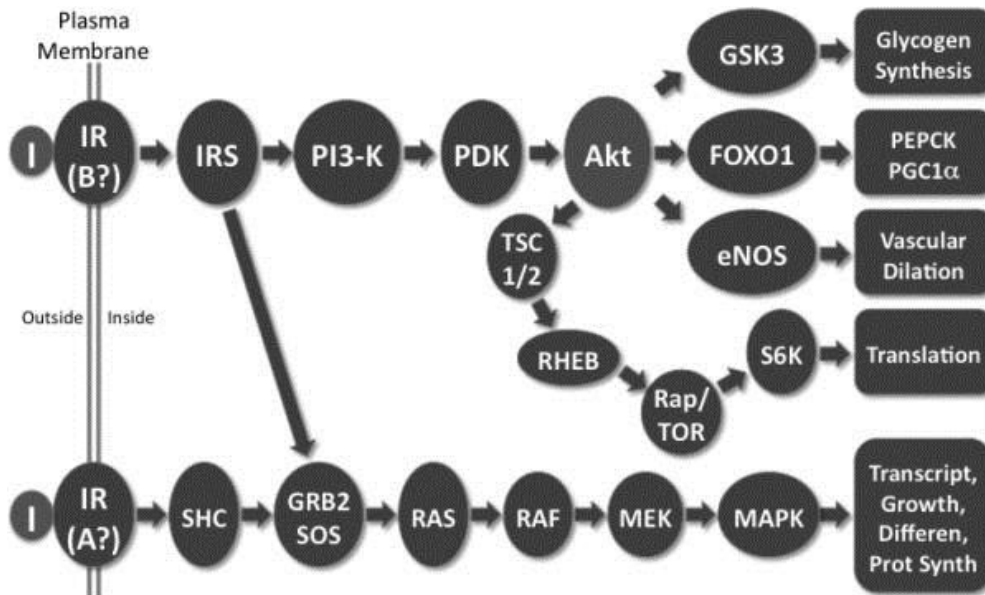 Plasma
Membrane
I
IR
(B?)
IRS
PI3-K
PDK
Akt
GSK3
Glycogen
Synthesis
FOXO1
PEPCK
PGC1α
eNOS
Vascular
Dilation
TSC
1/2
Outside
Inside
RHEB
Rap/
TOR
S6K
Translation
I
IR
(A?)
SHC
GRB2
SOS
RAS
RAF
MEK
MAPK
Transcript,
Growth,
Differen,
Prot Synth